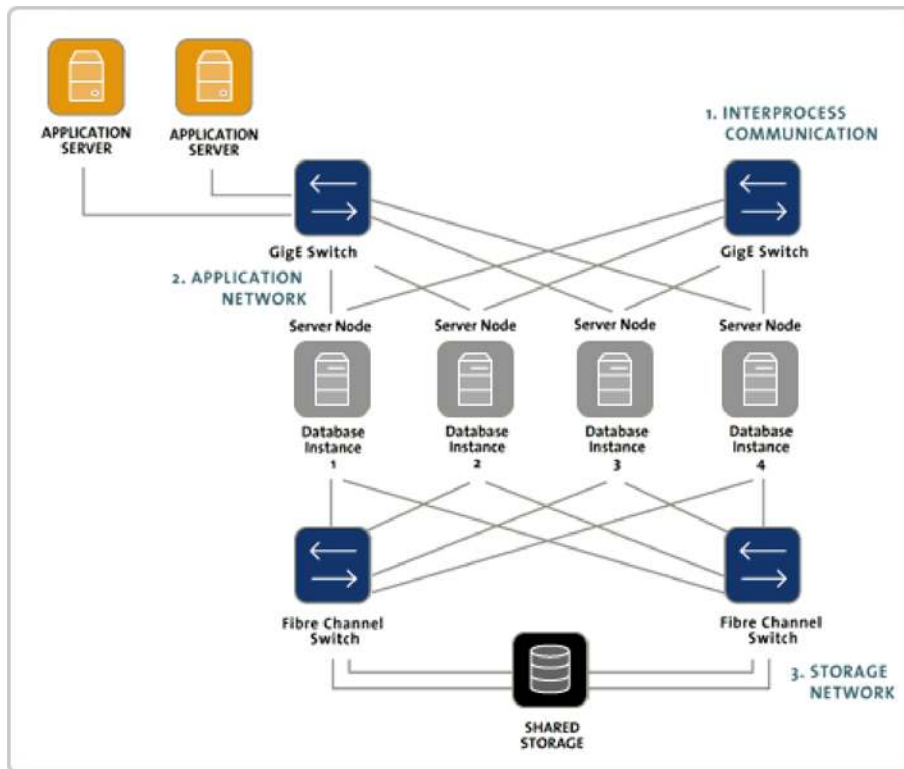 APPLICATION
SERVER
APPLICATION
SERVER
1. INTERPROCESS
COMMUNICATION
GigE Switch
GigE Switch
2. APPLICATION
NETWORK
Server Node
Server Node
Server Node
Server Node
Database
Instance
1
Database
Instance
2
Database
Instance
3
Database
Instance
4
Fibre Channel
Switch
Fibre Channel
Switch
3. STORAGE
NETWORK
SHARED
STORAGE